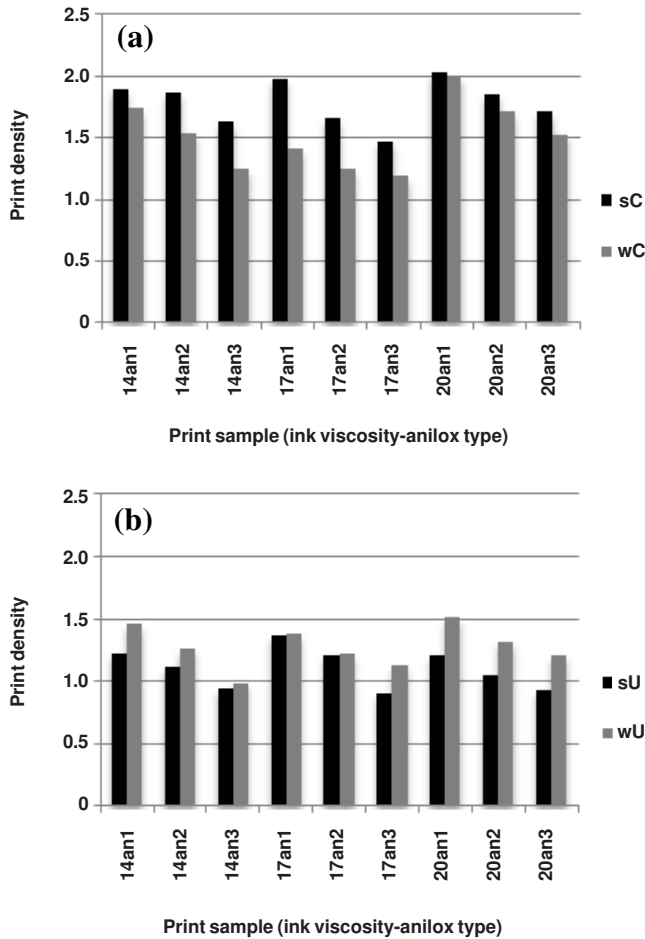 (a)
Print density
2.5
2.0
1.5
1.0
0.5
0
14an1
14an2
14an3
17an1
17an2
17an3
20an1
20an2
20an3
Print sample (ink viscosity-anilox type)
sC
wC
(b)
Print density
2.5
2.0
1.5
1.0
0.5
0
14an1
14an2
14an3
17an1
17an2
17an3
20an1
20an2
20an3
Print sample (ink viscosity-anilox type)
sU
wU